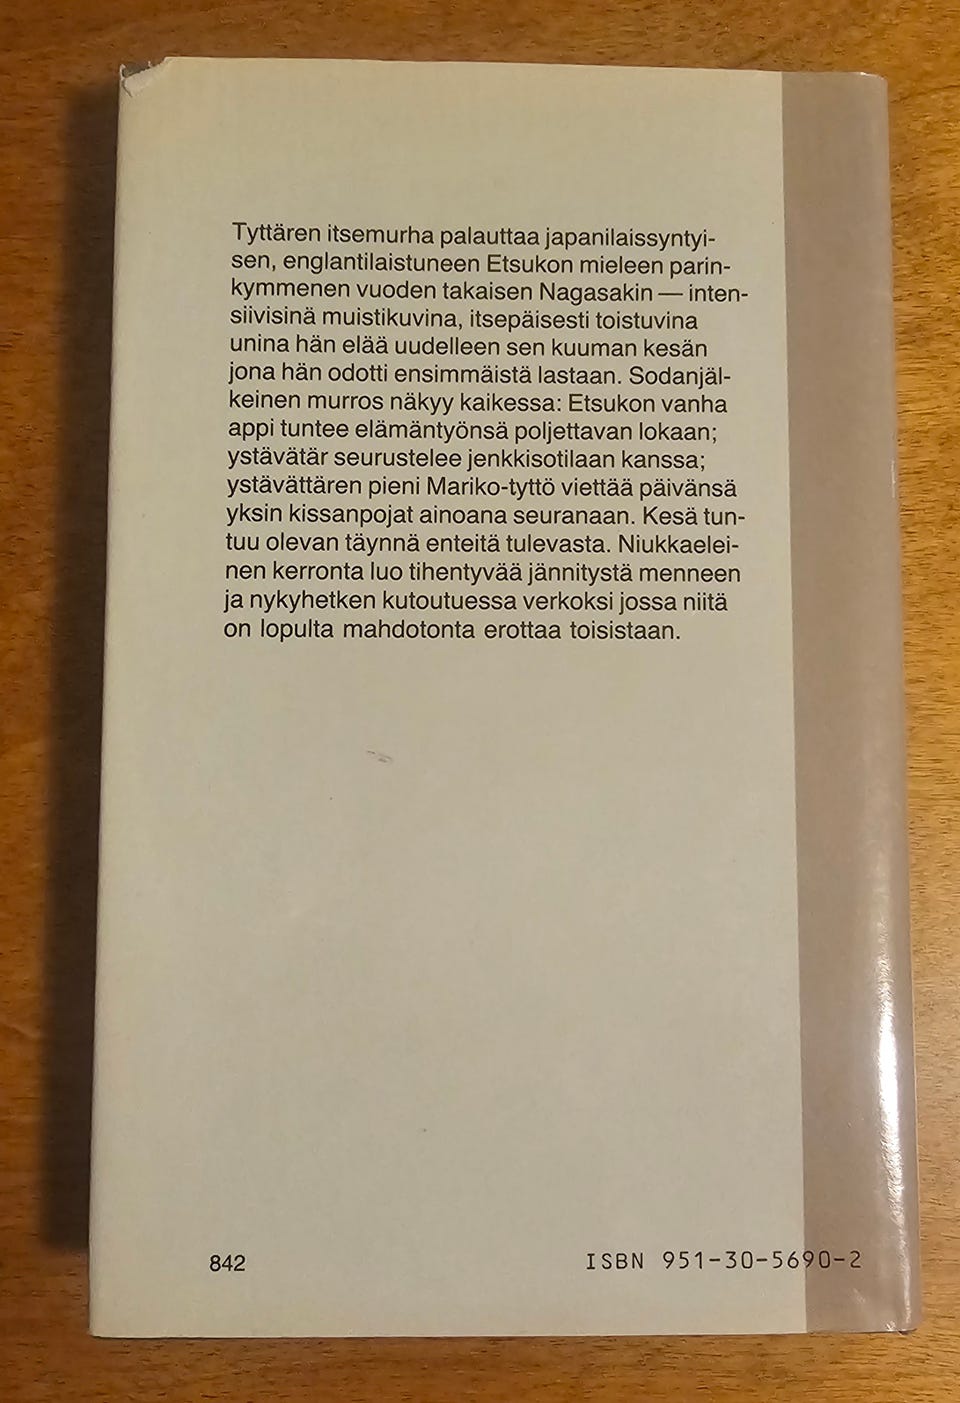 Tyttären itsemurha palauttaa japanilaissyntyi-
sen, englantilaistuneen Etsukon mieleen parin-
kymmenen vuoden takaisen Nagasakin — inten-
siivisinä muistikuvina, itsepäisesti toistuvina
unina hän elää uudelleen sen kuuman kesän
jona hän odotti ensimmäistä lastaan. Sodanjäl-
keinen murros näkyy kaikessa: Etsukon vanha
appi tuntee elämäntyönsä poljettavan lokaan;
ystävätär seurustelee jenkkisotilaan kanssa;
ystävättären pieni Mariko-tyttö viettää päivänsä
yksin kissanpojat ainoana seuranaan. Kesä tun-
tuu olevan täynnä enteitä tulevasta. Niukkaelei-
nen kerronta luo tihentyvää jännitystä menneen
ja nykyhetken kutoutuessa verkoksi jossa niitä
on lopulta mahdotonta erottaa toisistaan.
842
ISBN 951-30-5690-2